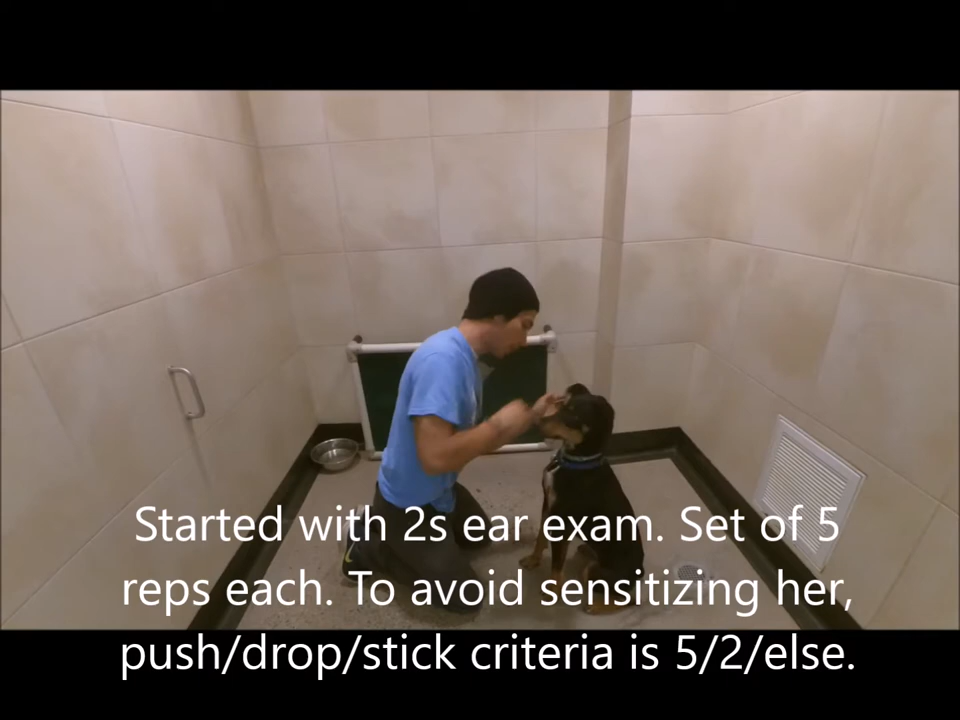 Started with 2s ear exam. Set of 5
reps each. To avoid sensitizing her,
push/drop/stick criteria is 5/2/else.